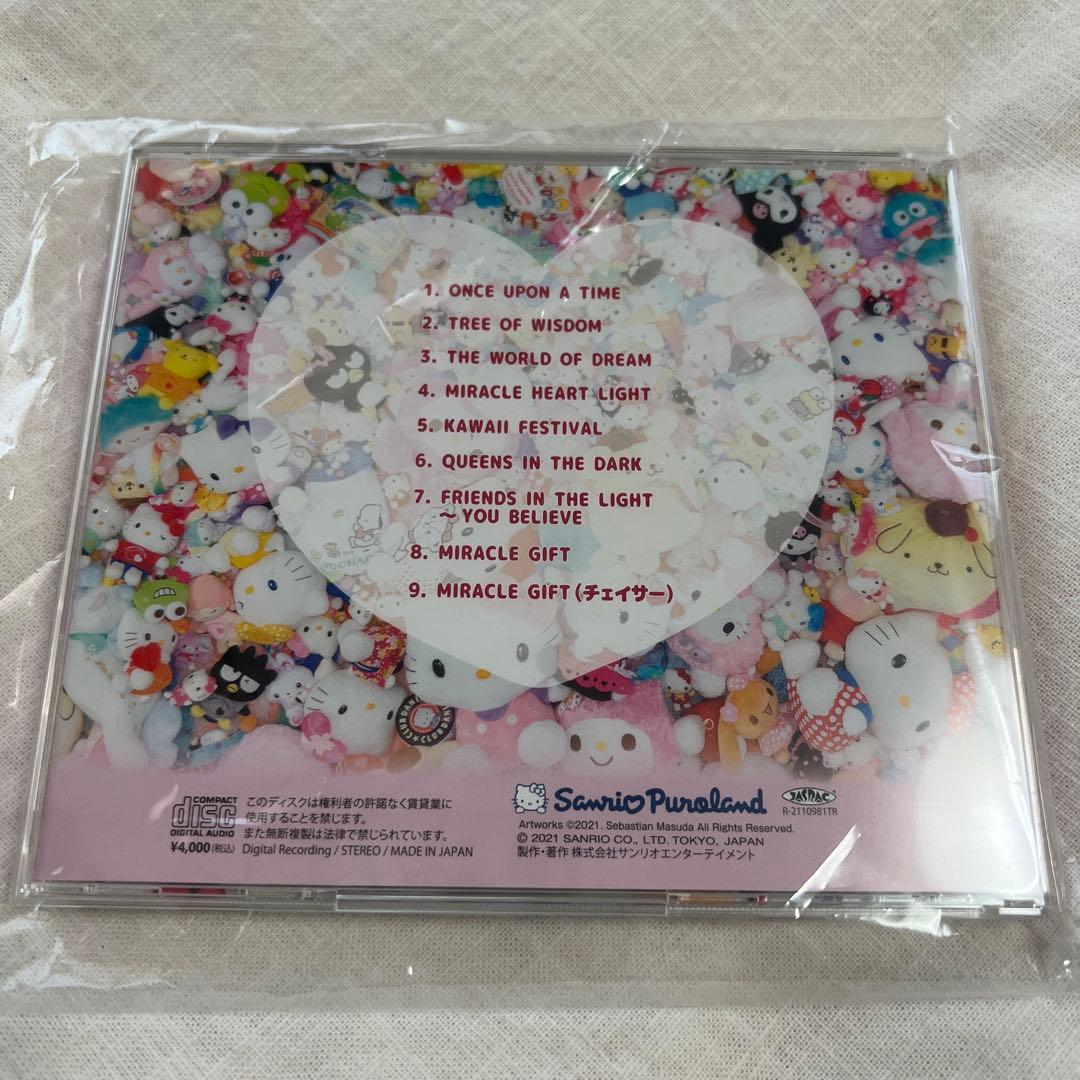 1. ONCE UPON A TIME
2. TREE OF WISDOM
3. THE WORLD OF DREAM
4. MIRACLE HEART LIGHT
5. KAWAII FESTIVAL
6. QUEENS IN THE DARK
7. FRIENDS IN THE LIGHT
～YOU BELIEVE
8. MIRACLE GIFT
9. MIRACLE GIFT(チェイサー)
CLUBDANI★CLUBDANI
COMPACT
disc
DIGITAL AUDIO
¥4,000(税込)
このディスクは権利者の許諾なく賃貸業に
使用することを禁じます。
また無断複製は法律で禁じられています。
Digital Recording / STEREO / MADE IN JAPAN
Sanrio Puroland
JASRAC
R-2110981TR
Artworks ©2021. Sebastian Masuda All Rights Reserved.
© 2021 SANRIO CO., LTD. TOKYO, JAPAN
製作・著作 株式会社サンリオエンターテイメント